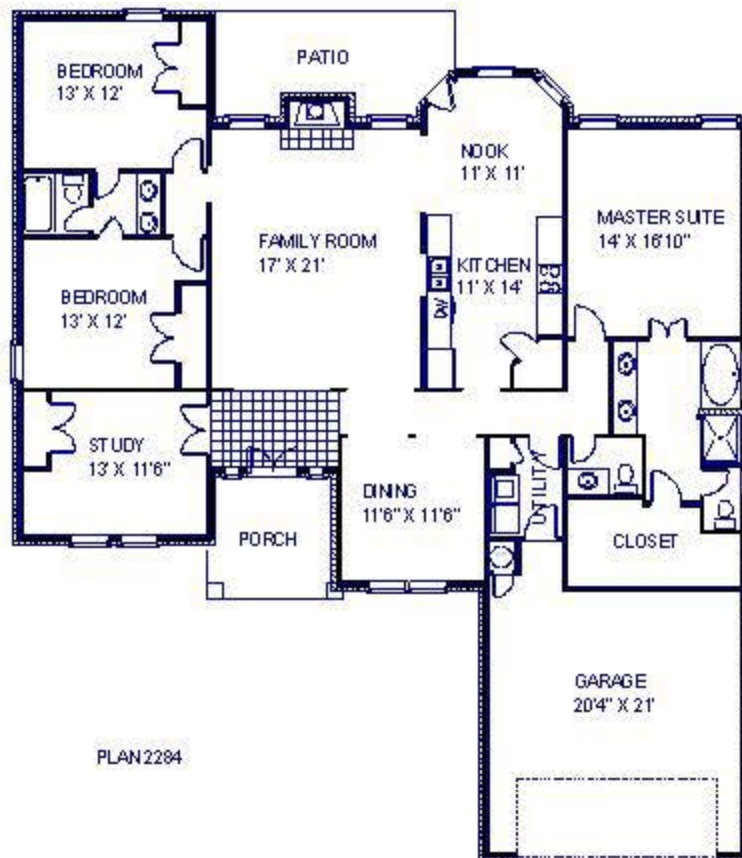 PATIO
BEDROOM
13' X 12'
NOOK
11' X 11'
MASTER SUITE
14' X 16'10"
FAMILY ROOM
17' X 21'
KITCHEN
11' X 14'
DW
BEDROOM
13' X 12'
STUDY
13' X 11'6"
UTILITY
DINING
11'6" X 11'6"
PORCH
CLOSET
GARAGE
20'4" X 21'
PLAN 2284